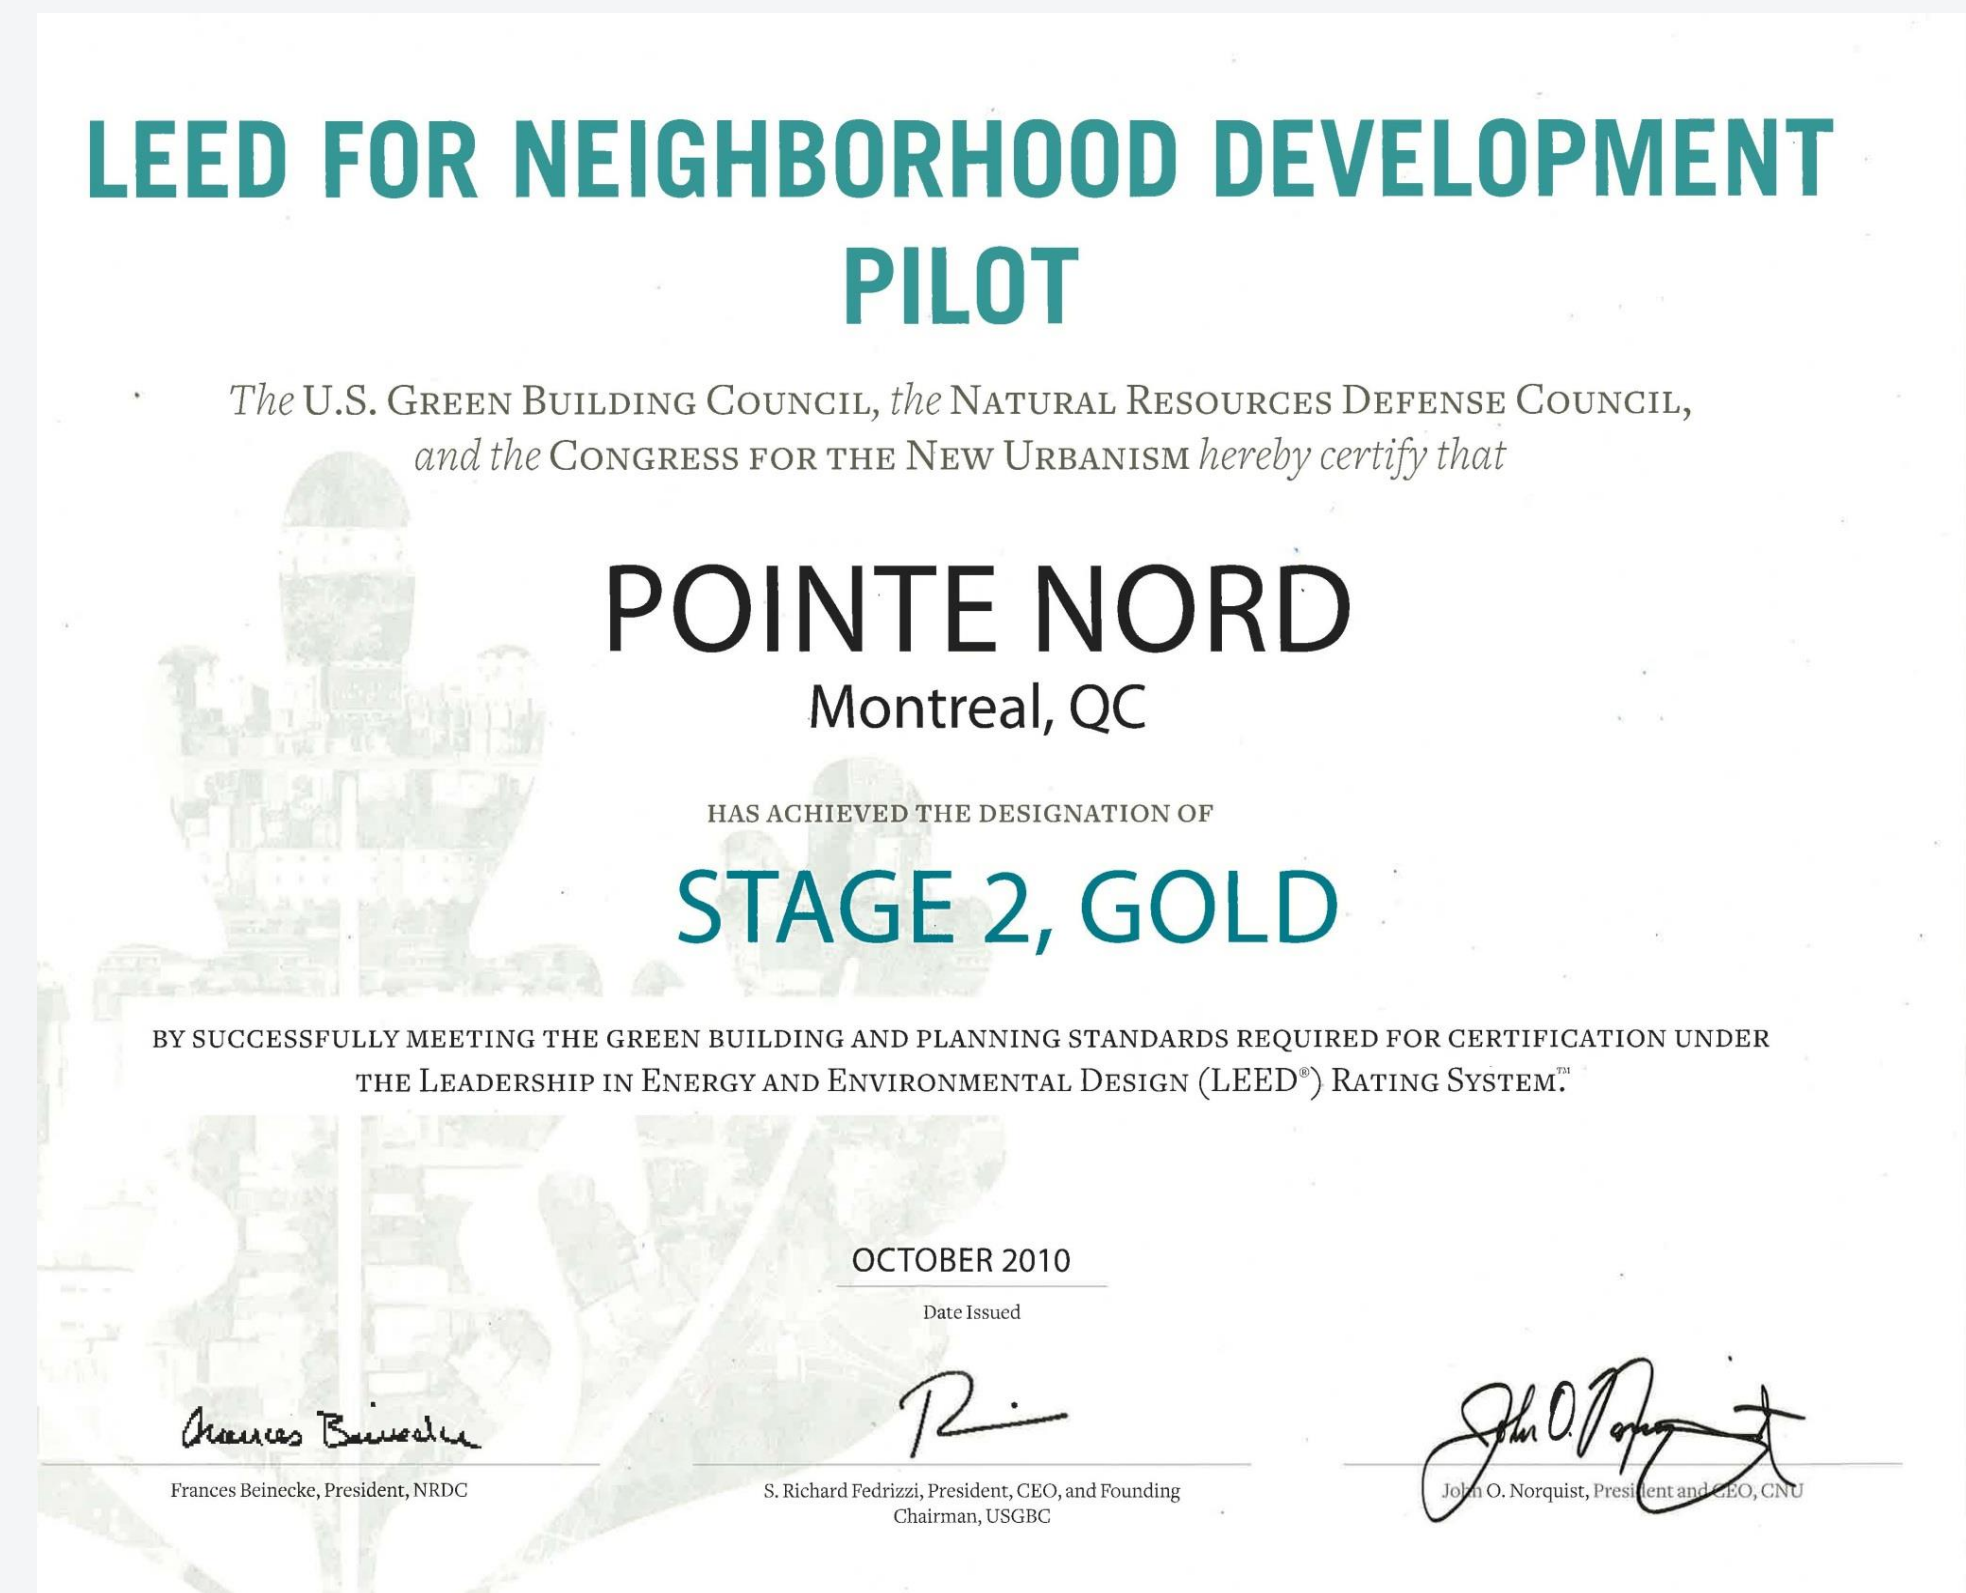 LEED FOR NEIGHBORHOOD DEVELOPMENT
PILOT
The U.S. GREEN BUILDING COUNCIL, the NATURAL RESOURCES DEFENSE COUNCIL,
and the CONGRESS FOR THE NEW URBANISM hereby certify that
POINTE NORD
Montreal, QC
HAS ACHIEVED THE DESIGNATION OF
STAGE 2, GOLD
BY SUCCESSFULLY MEETING THE GREEN BUILDING AND PLANNING STANDARDS REQUIRED FOR CERTIFICATION UNDER
THE LEADERSHIP IN ENERGY AND ENVIRONMENTAL DESIGN (LEED®) RATING SYSTEM.™
OCTOBER 2010
Date Issued
Frances Beinecke
John O. Norquist
Frances Beinecke, President, NRDC
S. Richard Fedrizzi, President, CEO, and Founding
Chairman, USGBC
John O. Norquist, President and CEO, CNU